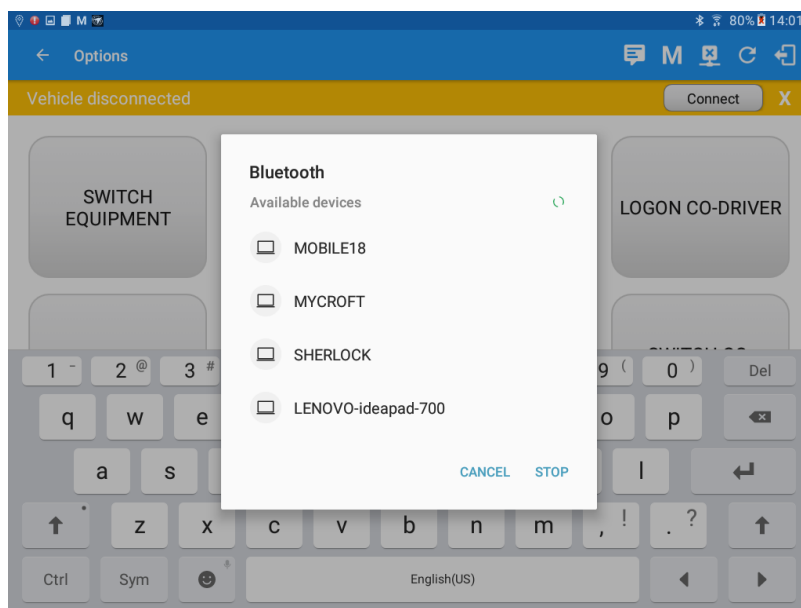 M
80%
14:01
Options
M
Vehicle disconnected
Connect
X
SWITCH
EQUIPMENT
LOGON CO-DRIVER
Bluetooth
Available devices
MOBILE18
MYCROFT
SHERLOCK
LENOVO-ideapad-700
CANCEL
STOP
1 -
2 @
3 #
9 (
0 )
Del
q
w
e
o
p
a
s
l
z
x
c
v
b
n
m
, !
. ?
Ctrl
Sym
English(US)